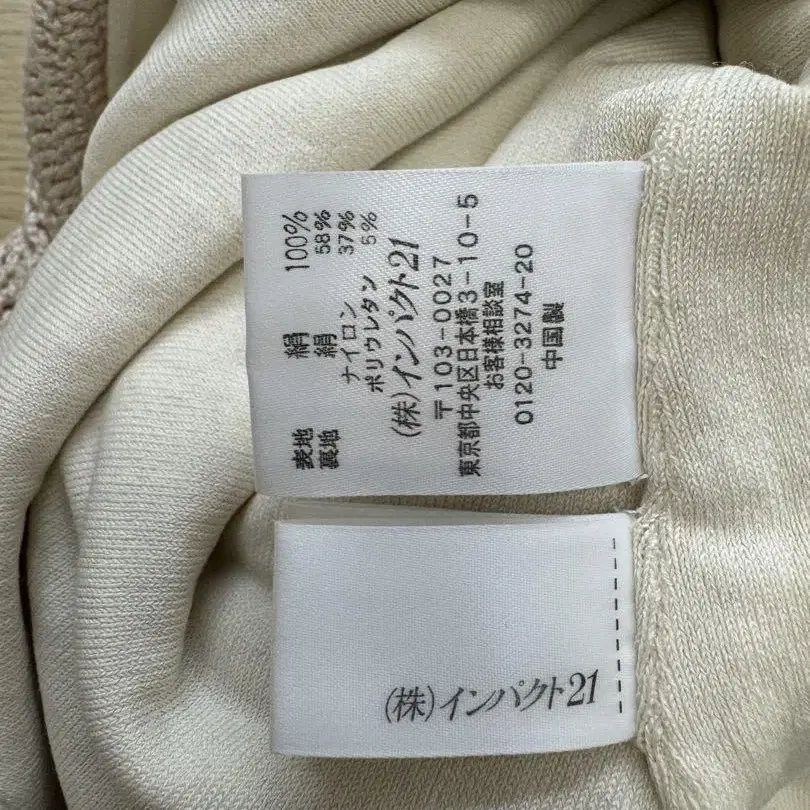 表地 絹 100%
裏地 絹 58%
ナイロン 37%
ポリウレタン 5%
(株)インパクト21
〒103-0027
東京都中央区日本橋3-10-5
お客様相談室
0120-3274-20
中国製
(株)インパクト21